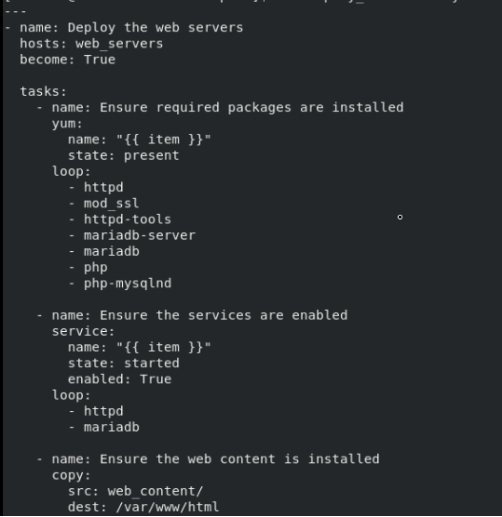 ---
- name: Deploy the web servers
  hosts: web_servers
  become: True

  tasks:
    - name: Ensure required packages are installed
      yum:
        name: "{{ item }}"
        state: present
      loop:
        - httpd
        - mod_ssl
        - httpd-tools
        - mariadb-server
        - mariadb
        - php
        - php-mysqlnd

    - name: Ensure the services are enabled
      service:
        name: "{{ item }}"
        state: started
        enabled: True
      loop:
        - httpd
        - mariadb

    - name: Ensure the web content is installed
      copy:
        src: web_content/
        dest: /var/www/html